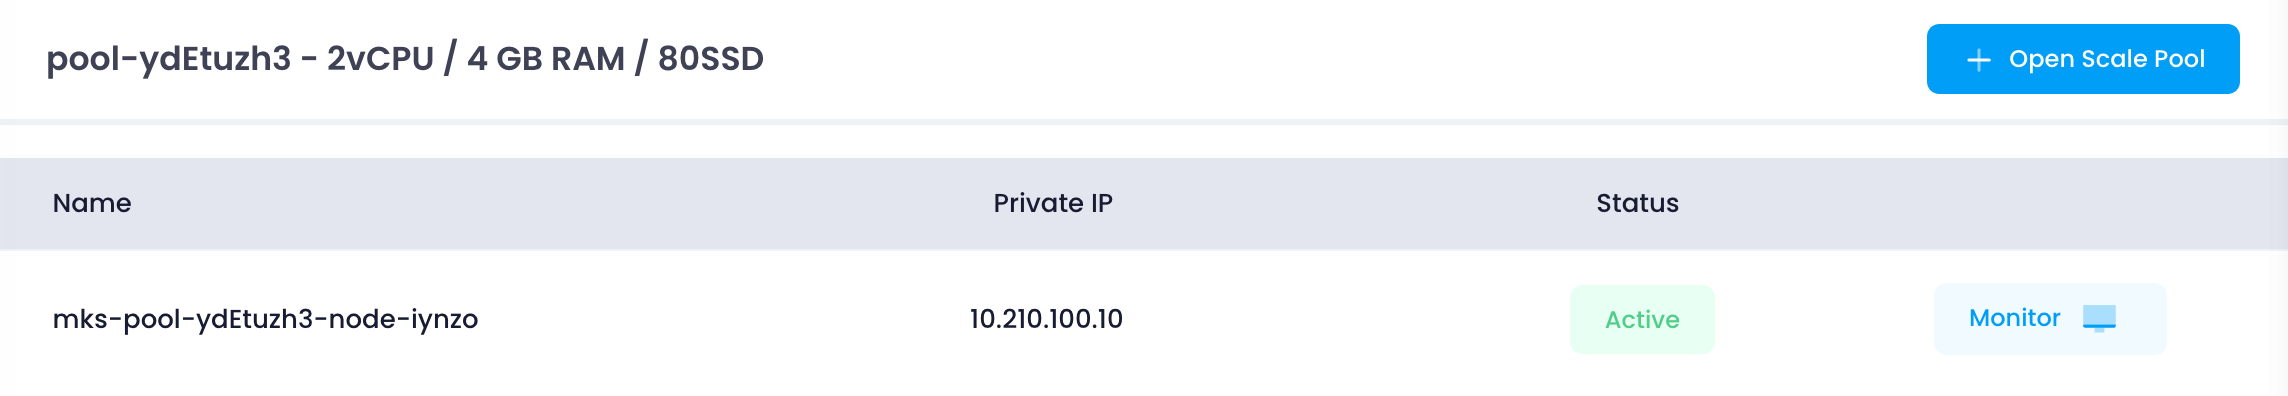 pool-ydEtuzh3 - 2vCPU / 4 GB RAM / 80SSD
Open Scale Pool
Name Private IP Status
mks-pool-ydEtuzh3-node-iynzo 10.210.100.10 Active Monitor